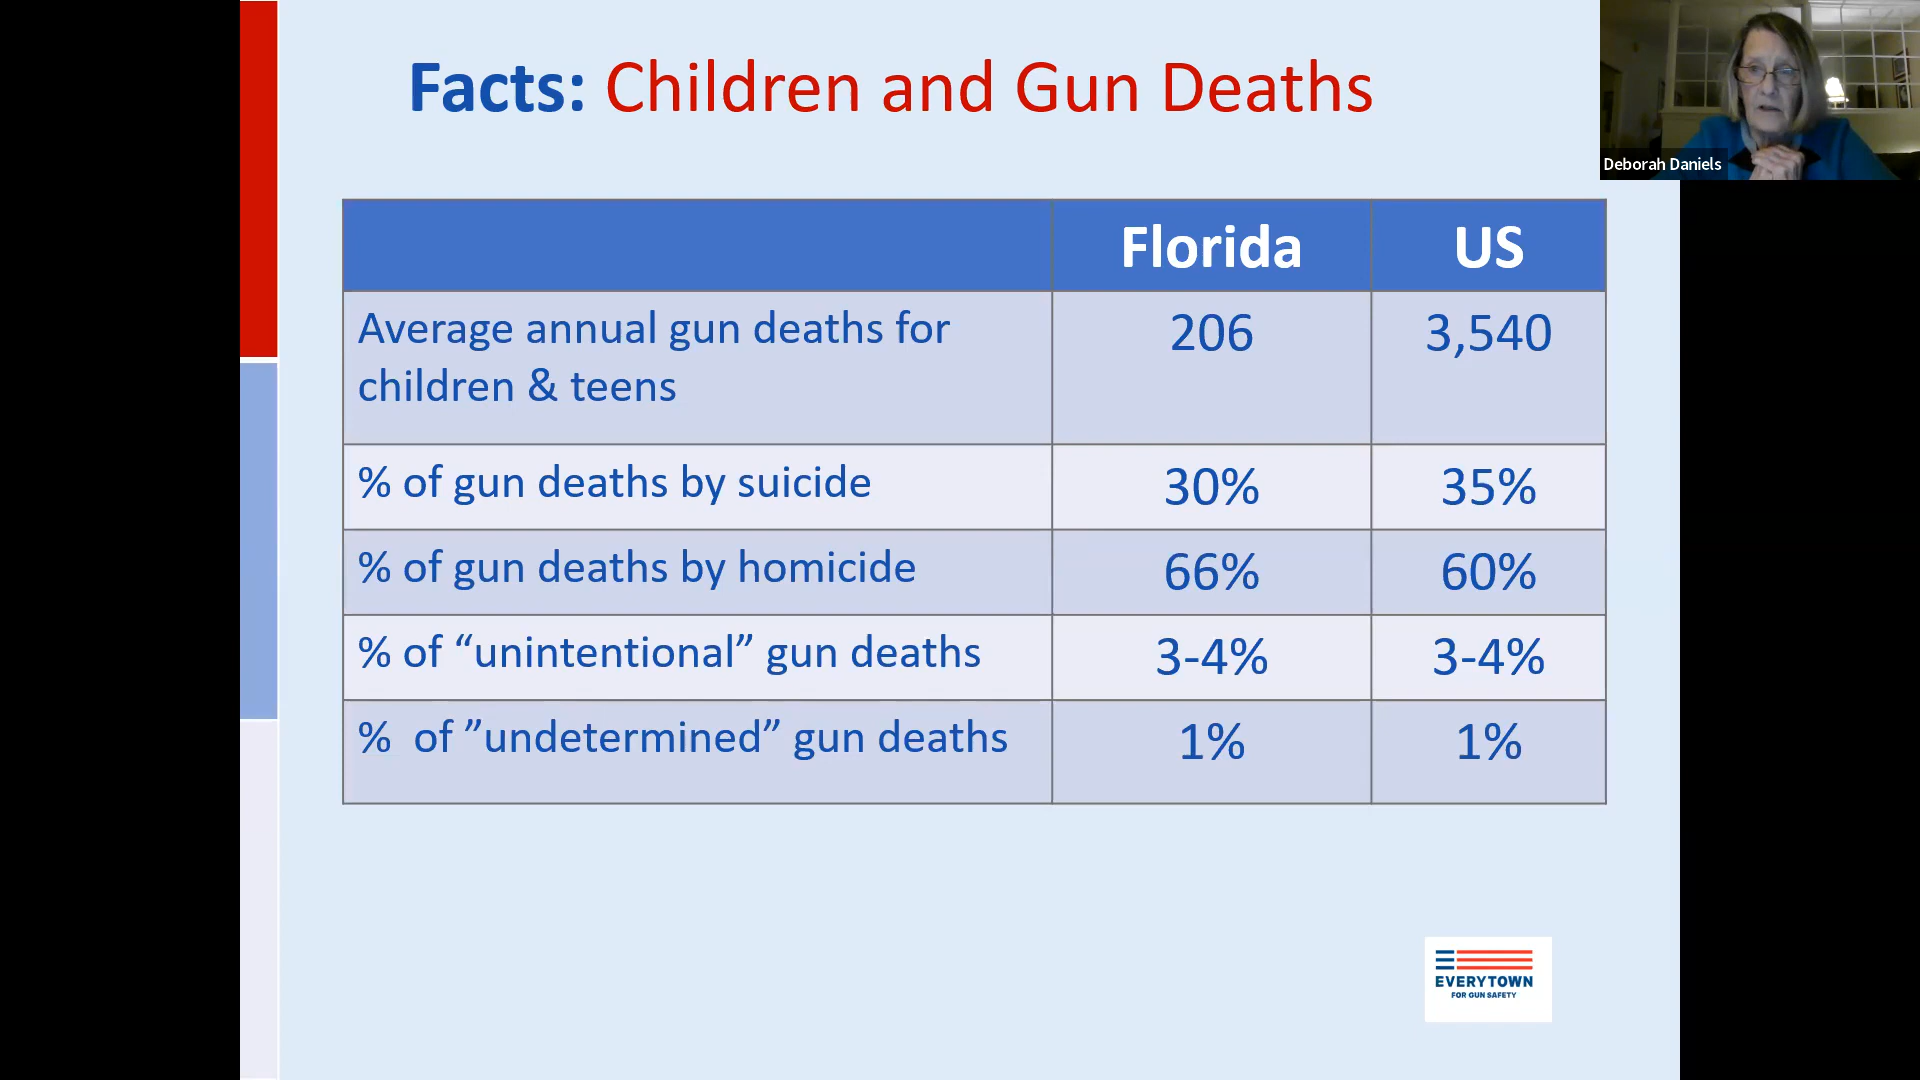 Facts: Children and Gun Deaths
Deborah Daniels
Florida US
Average annual gun deaths for 206 3,540
children & teens
% of gun deaths by suicide 30% 35%
% of gun deaths by homicide 66% 60%
% of “unintentional” gun deaths 3-4% 3-4%
% of ”undetermined” gun deaths 1% 1%
EVERYTOWN
FOR GUN SAFETY